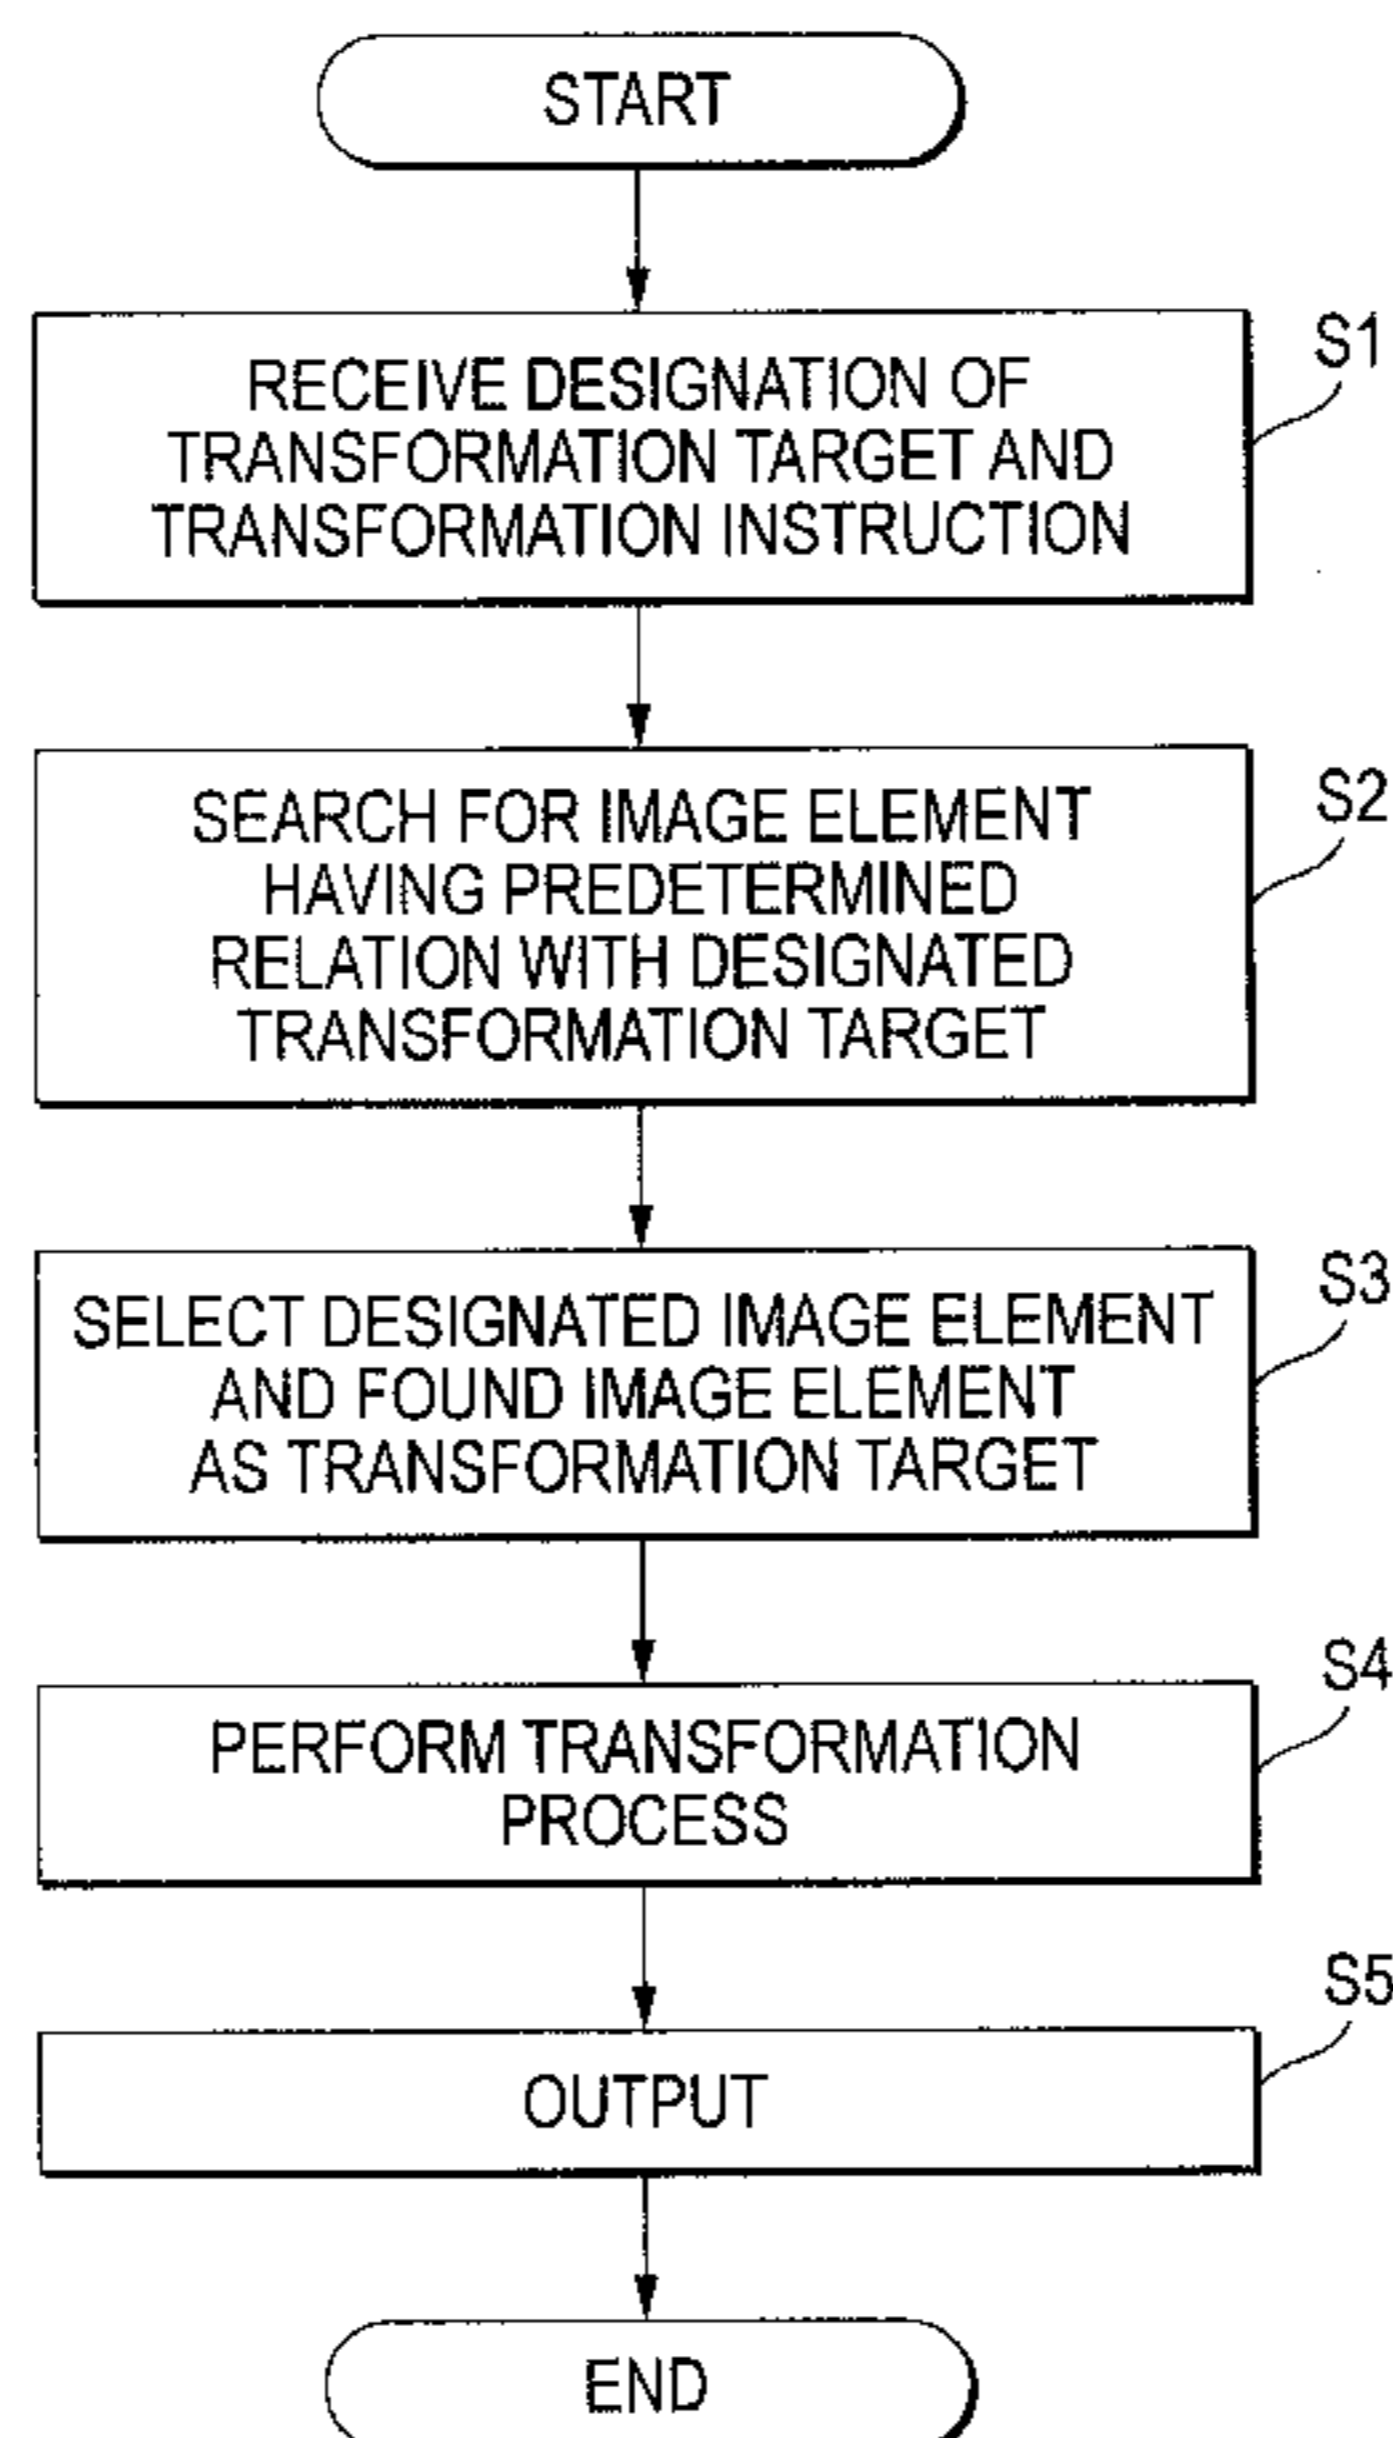 START
S1
RECEIVE DESIGNATION OF
TRANSFORMATION TARGET AND
TRANSFORMATION INSTRUCTION
S2
SEARCH FOR IMAGE ELEMENT
HAVING PREDETERMINED
RELATION WITH DESIGNATED
TRANSFORMATION TARGET
S3
SELECT DESIGNATED IMAGE ELEMENT
AND FOUND IMAGE ELEMENT
AS TRANSFORMATION TARGET
S4
PERFORM TRANSFORMATION
PROCESS
S5
OUTPUT
END